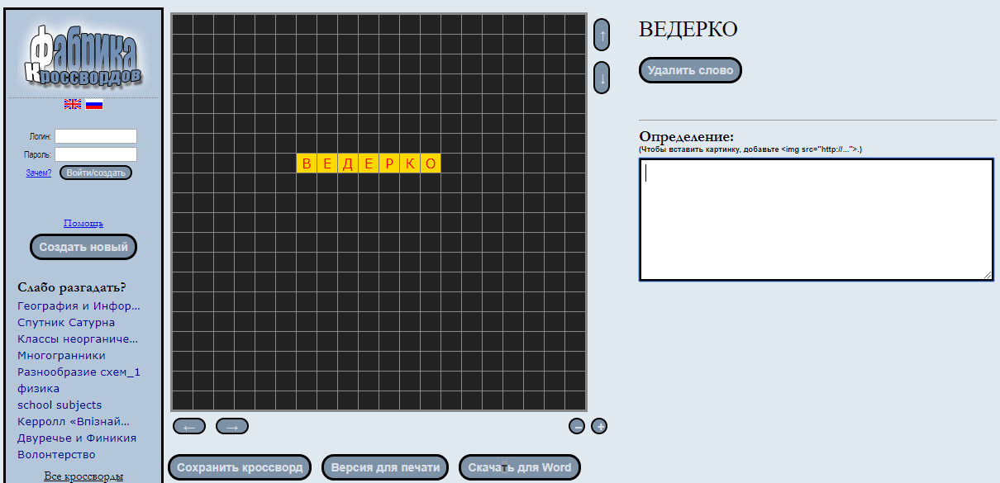 Фабрика
кроссвордов
Логин:
Пароль:
Зачем? Войти/создать
Помощь
Создать новый
Слабо разгадать?
География и Инфор...
Спутник Сатурна
Классы неорганиче...
Многогранники
Разнообразие схем_1
физика
school subjects
Керролл «Впізнай...
Двуречье и Финикия
Волонтерство
Все кроссворды
В Е Д Е Р К О
↑
↓
← → − +
Сохранить кроссворд Версия для печати Скачать для Word
ВЕДЕРКО
Удалить слово
Определение:
(Чтобы вставить картинку, добавьте <img src="http://...">.)